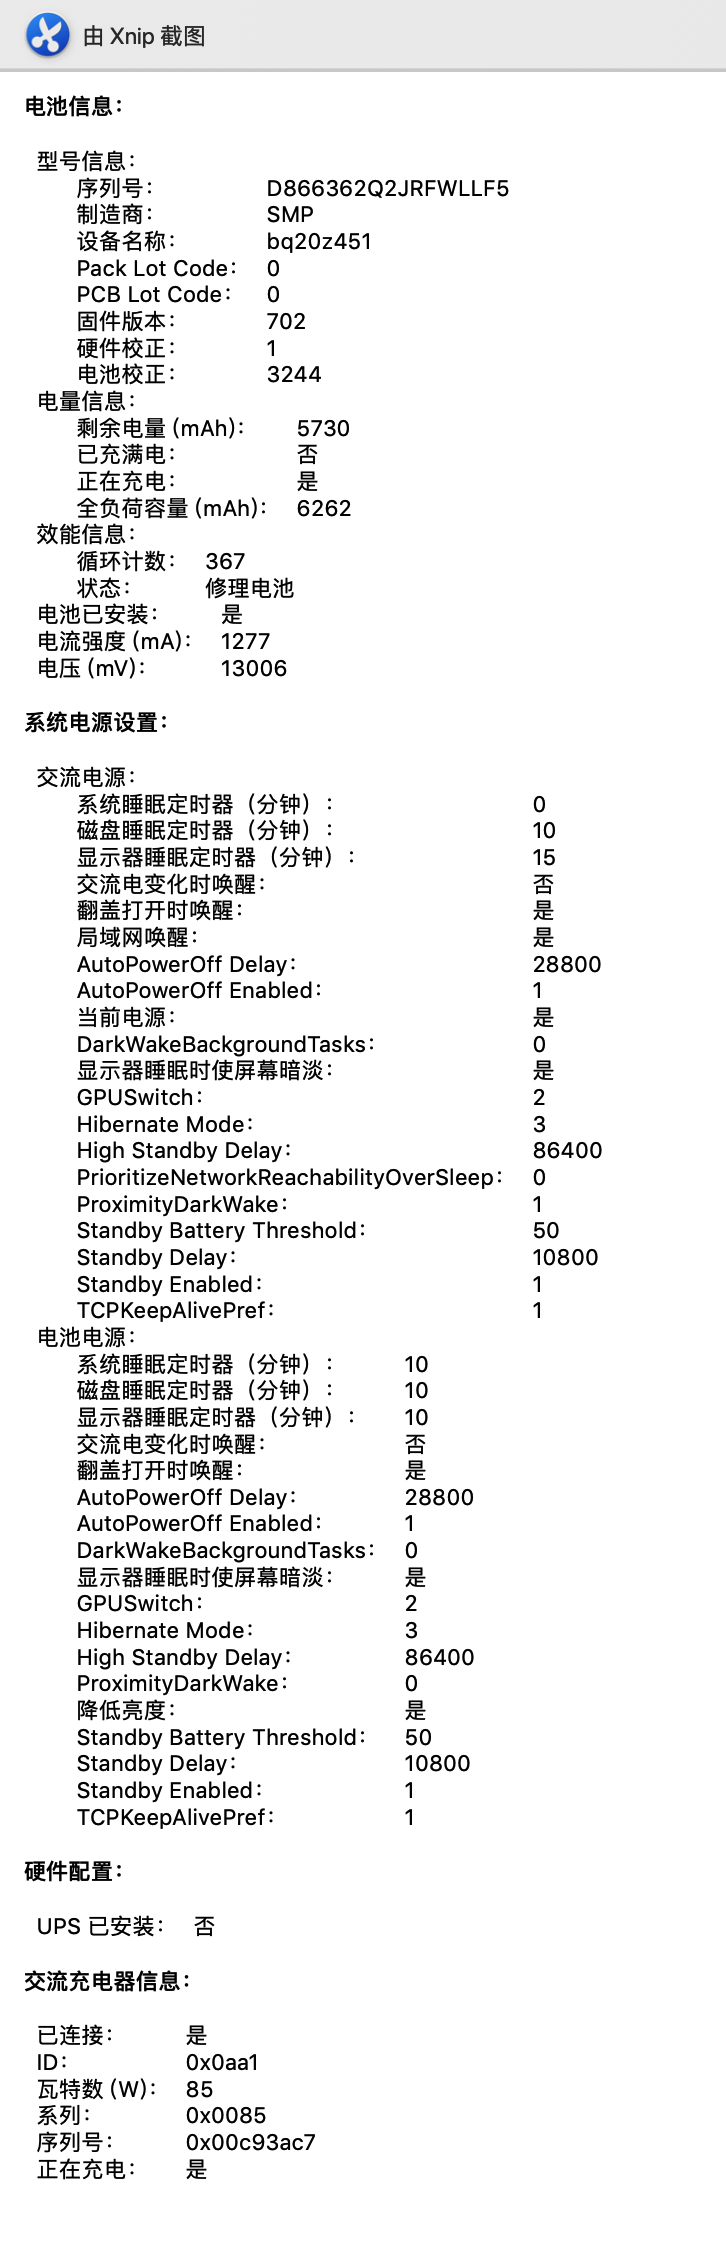 由 Xnip 截图
电池信息：
型号信息：
序列号： D866362Q2JRFWLLF5
制造商： SMP
设备名称： bq20z451
Pack Lot Code： 0
PCB Lot Code： 0
固件版本： 702
硬件校正： 1
电池校正： 3244
电量信息：
剩余电量 (mAh)： 5730
已充满电： 否
正在充电： 是
全负荷容量 (mAh)： 6262
效能信息：
循环计数： 367
状态： 修理电池
电池已安装： 是
电流强度 (mA)： 1277
电压 (mV)： 13006
系统电源设置：
交流电源：
系统睡眠定时器（分钟）： 0
磁盘睡眠定时器（分钟）： 10
显示器睡眠定时器（分钟）： 15
交流电变化时唤醒： 否
翻盖打开时唤醒： 是
局域网唤醒： 是
AutoPowerOff Delay： 28800
AutoPowerOff Enabled： 1
当前电源： 是
DarkWakeBackgroundTasks： 0
显示器睡眠时使屏幕暗淡： 是
GPUSwitch： 2
Hibernate Mode： 3
High Standby Delay： 86400
PrioritizeNetworkReachabilityOverSleep： 0
ProximityDarkWake： 1
Standby Battery Threshold： 50
Standby Delay： 10800
Standby Enabled： 1
TCPKeepAlivePref： 1
电池电源：
系统睡眠定时器（分钟）： 10
磁盘睡眠定时器（分钟）： 10
显示器睡眠定时器（分钟）： 10
交流电变化时唤醒： 否
翻盖打开时唤醒： 是
AutoPowerOff Delay： 28800
AutoPowerOff Enabled： 1
DarkWakeBackgroundTasks： 0
显示器睡眠时使屏幕暗淡： 是
GPUSwitch： 2
Hibernate Mode： 3
High Standby Delay： 86400
ProximityDarkWake： 0
降低亮度： 是
Standby Battery Threshold： 50
Standby Delay： 10800
Standby Enabled： 1
TCPKeepAlivePref： 1
硬件配置：
UPS 已安装： 否
交流充电器信息：
已连接： 是
ID： 0x0aa1
瓦特数 (W)： 85
系列： 0x0085
序列号： 0x00c93ac7
正在充电： 是